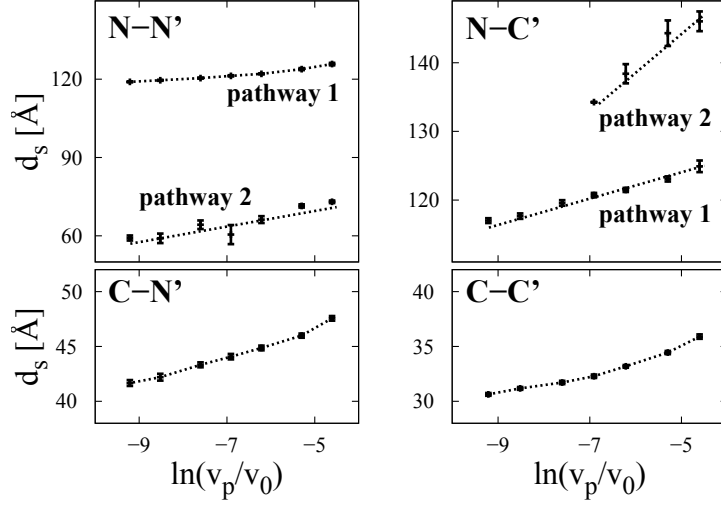 N−N’
N−C’
d_s [Å]
120
90
60
pathway 1
pathway 2
140
130
120
pathway 2
pathway 1
C−N’
C−C’
d_s [Å]
50
45
40
40
35
30
−9
−7
−5
−9
−7
−5
ln(v_p/v_0)
ln(v_p/v_0)